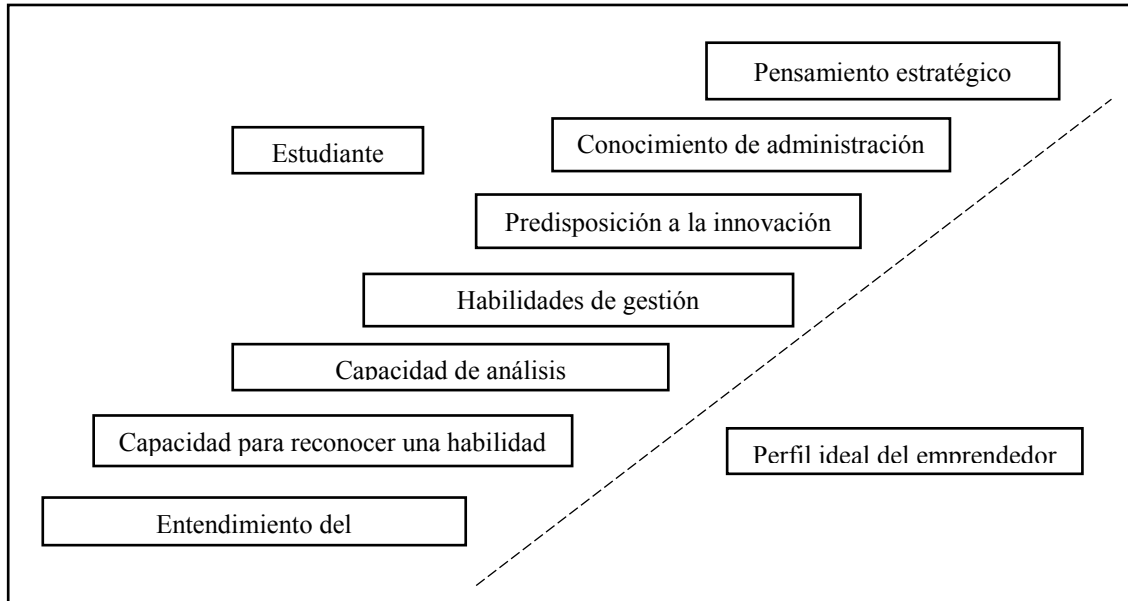 Pensamiento estratégico
Conocimiento de administración
Estudiante
Predisposición a la innovación
Habilidades de gestión
Capacidad de análisis
Capacidad para reconocer una habilidad
Perfil ideal del emprendedor
Entendimiento del